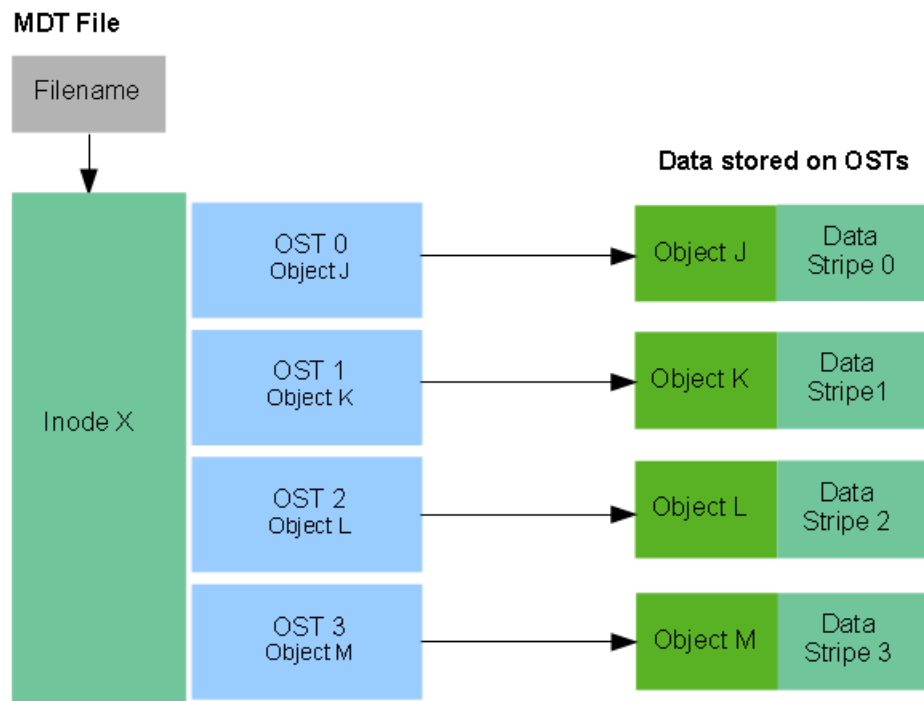 MDT File
Filename
Data stored on OSTs
Inode X
OST 0
Object J
Object J
Data
Stripe 0
OST 1
Object K
Object K
Data
Stripe1
OST 2
Object L
Object L
Data
Stripe 2
OST 3
Object M
Object M
Data
Stripe 3